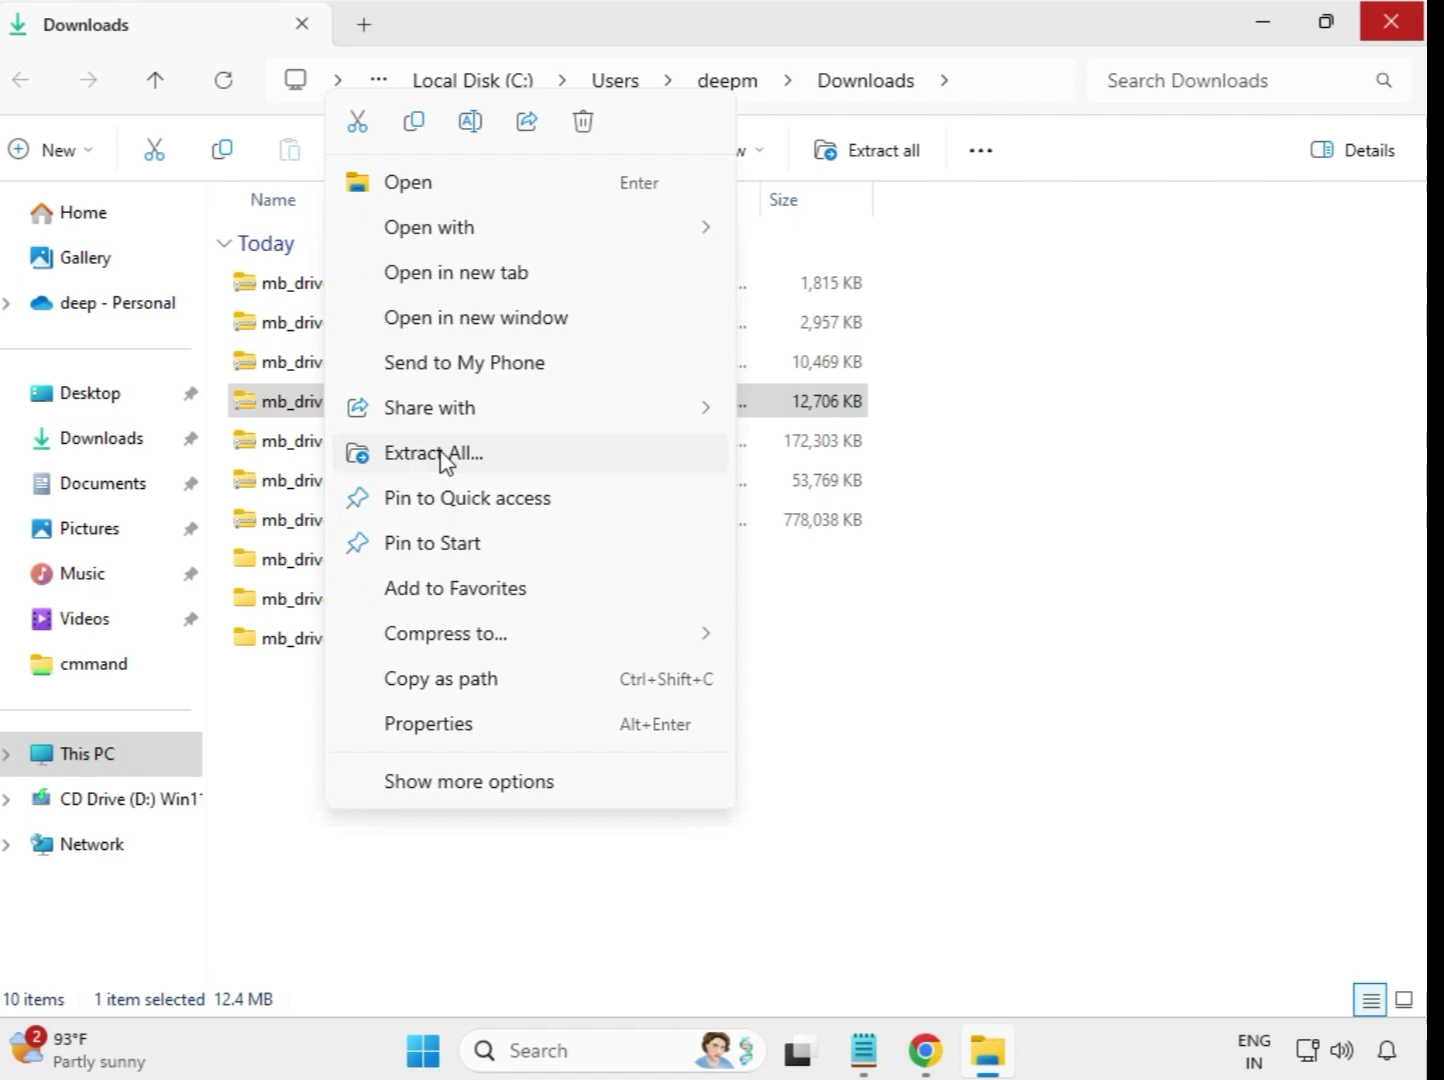 Downloads
Local Disk (C:) Users deepm Downloads
Search Downloads
New
Extract all
Details
Home
Gallery
deep - Personal
Desktop
Downloads
Documents
Pictures
Music
Videos
cmmand
This PC
CD Drive (D:) Win1
Network
Name
Size
Today
mb_driv
1,815 KB
mb_driv
2,957 KB
mb_driv
10,469 KB
mb_driv
12,706 KB
mb_driv
172,303 KB
mb_driv
53,769 KB
mb_driv
778,038 KB
mb_driv
mb_driv
mb_driv
Open Enter
Open with
Open in new tab
Open in new window
Send to My Phone
Share with
Extract All...
Pin to Quick access
Pin to Start
Add to Favorites
Compress to...
Copy as path Ctrl+Shift+C
Properties Alt+Enter
Show more options
10 items 1 item selected 12.4 MB
2
93°F
Partly sunny
Search
ENG
IN